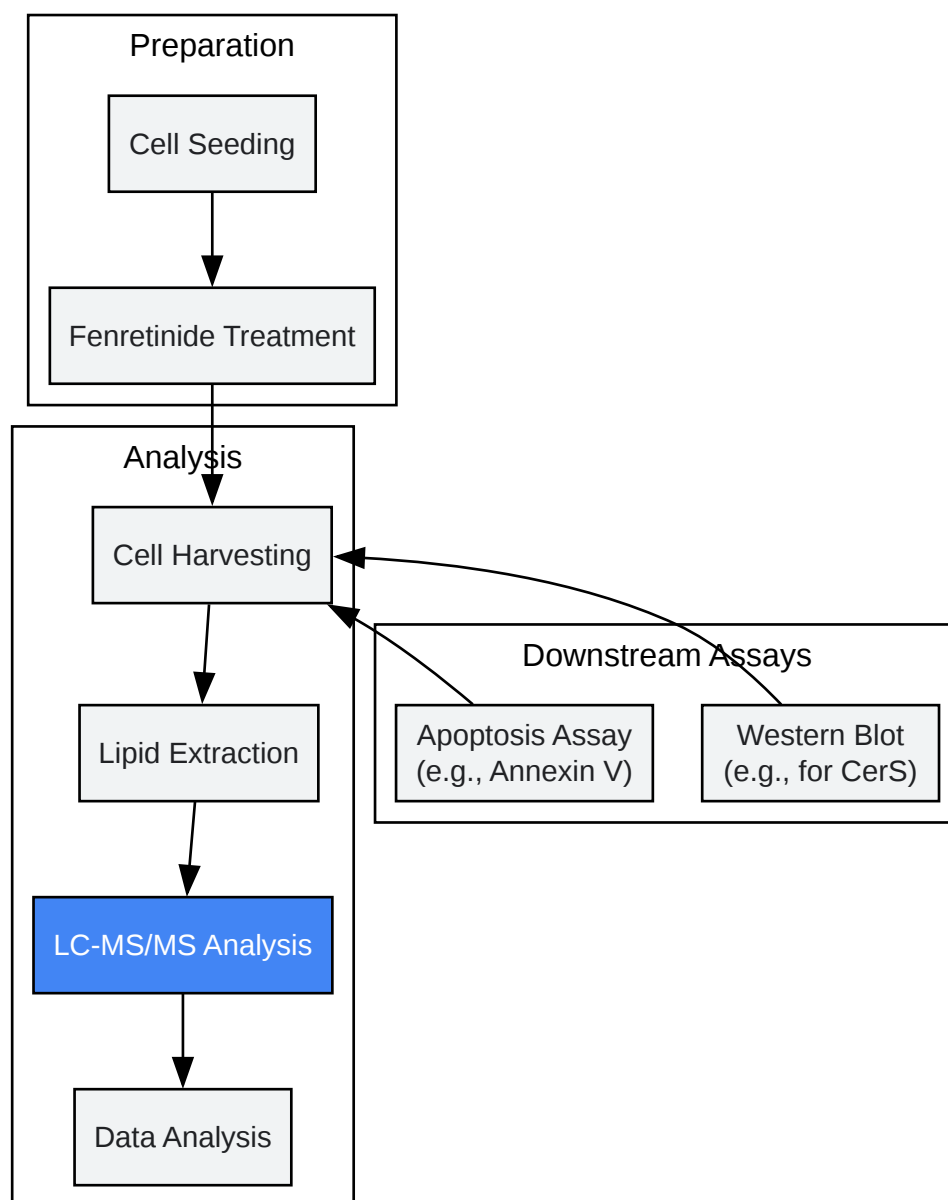 Preparation
Cell Seeding
Fenretinide Treatment
Analysis
Cell Harvesting
Downstream Assays
Apoptosis Assay
(e.g., Annexin V)
Western Blot
(e.g., for CerS)
Lipid Extraction
LC-MS/MS Analysis
Data Analysis